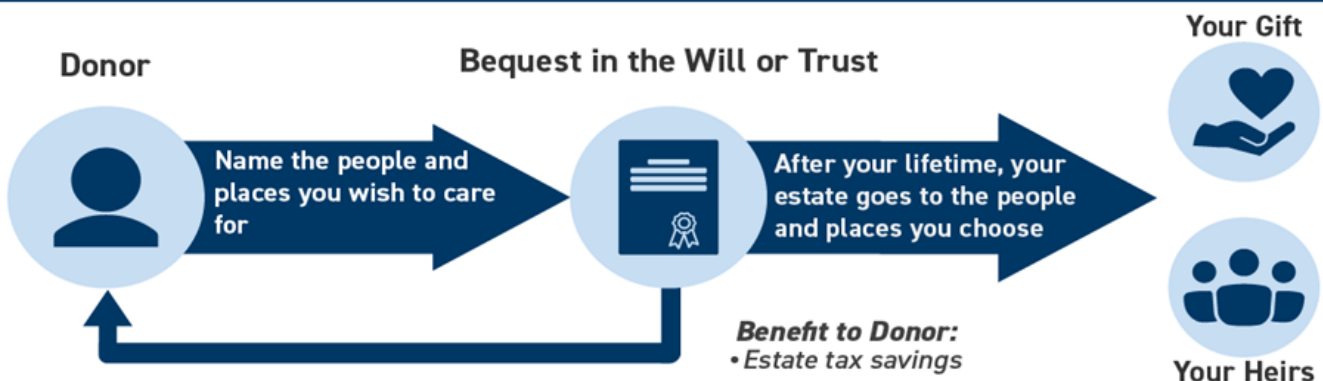 Donor
Bequest in the Will or Trust
Your Gift
Name the people and
places you wish to care
for
After your lifetime, your
estate goes to the people
and places you choose
Benefit to Donor:
• Estate tax savings
Your Heirs